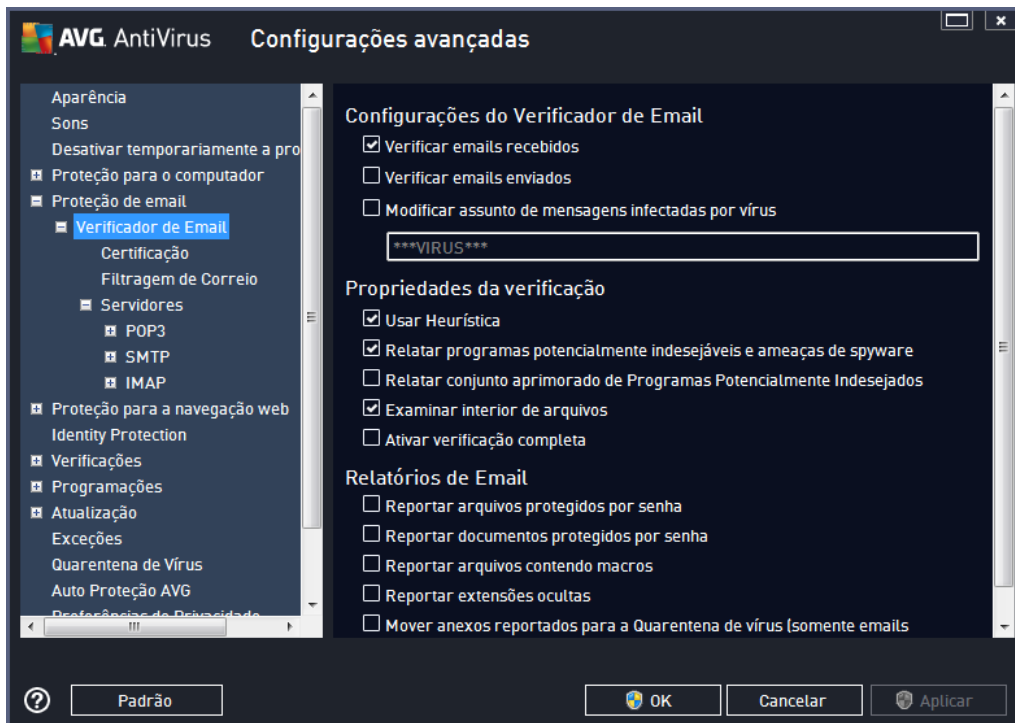 AVG. AntiVirus Configurações avançadas
Aparência
Sons
Desativar temporariamente a pro
Proteção para o computador
Proteção de email
Verificador de Email
Certificação
Filtragem de Correio
Servidores
POP3
SMTP
IMAP
Proteção para a navegação web
Identity Protection
Verificações
Programações
Atualização
Exceções
Quarentena de Vírus
Auto Proteção AVG
Preferências de Privacidade
Configurações do Verificador de Email
Verificar emails recebidos
Verificar emails enviados
Modificar assunto de mensagens infectadas por vírus
***VIRUS***
Propriedades da verificação
Usar Heurística
Relatar programas potencialmente indesejáveis e ameaças de spyware
Relatar conjunto aprimorado de Programas Potencialmente Indesejados
Examinar interior de arquivos
Ativar verificação completa
Relatórios de Email
Reportar arquivos protegidos por senha
Reportar documentos protegidos por senha
Reportar arquivos contendo macros
Reportar extensões ocultas
Mover anexos reportados para a Quarentena de vírus (somente emails
Padrão
OK
Cancelar
Aplicar